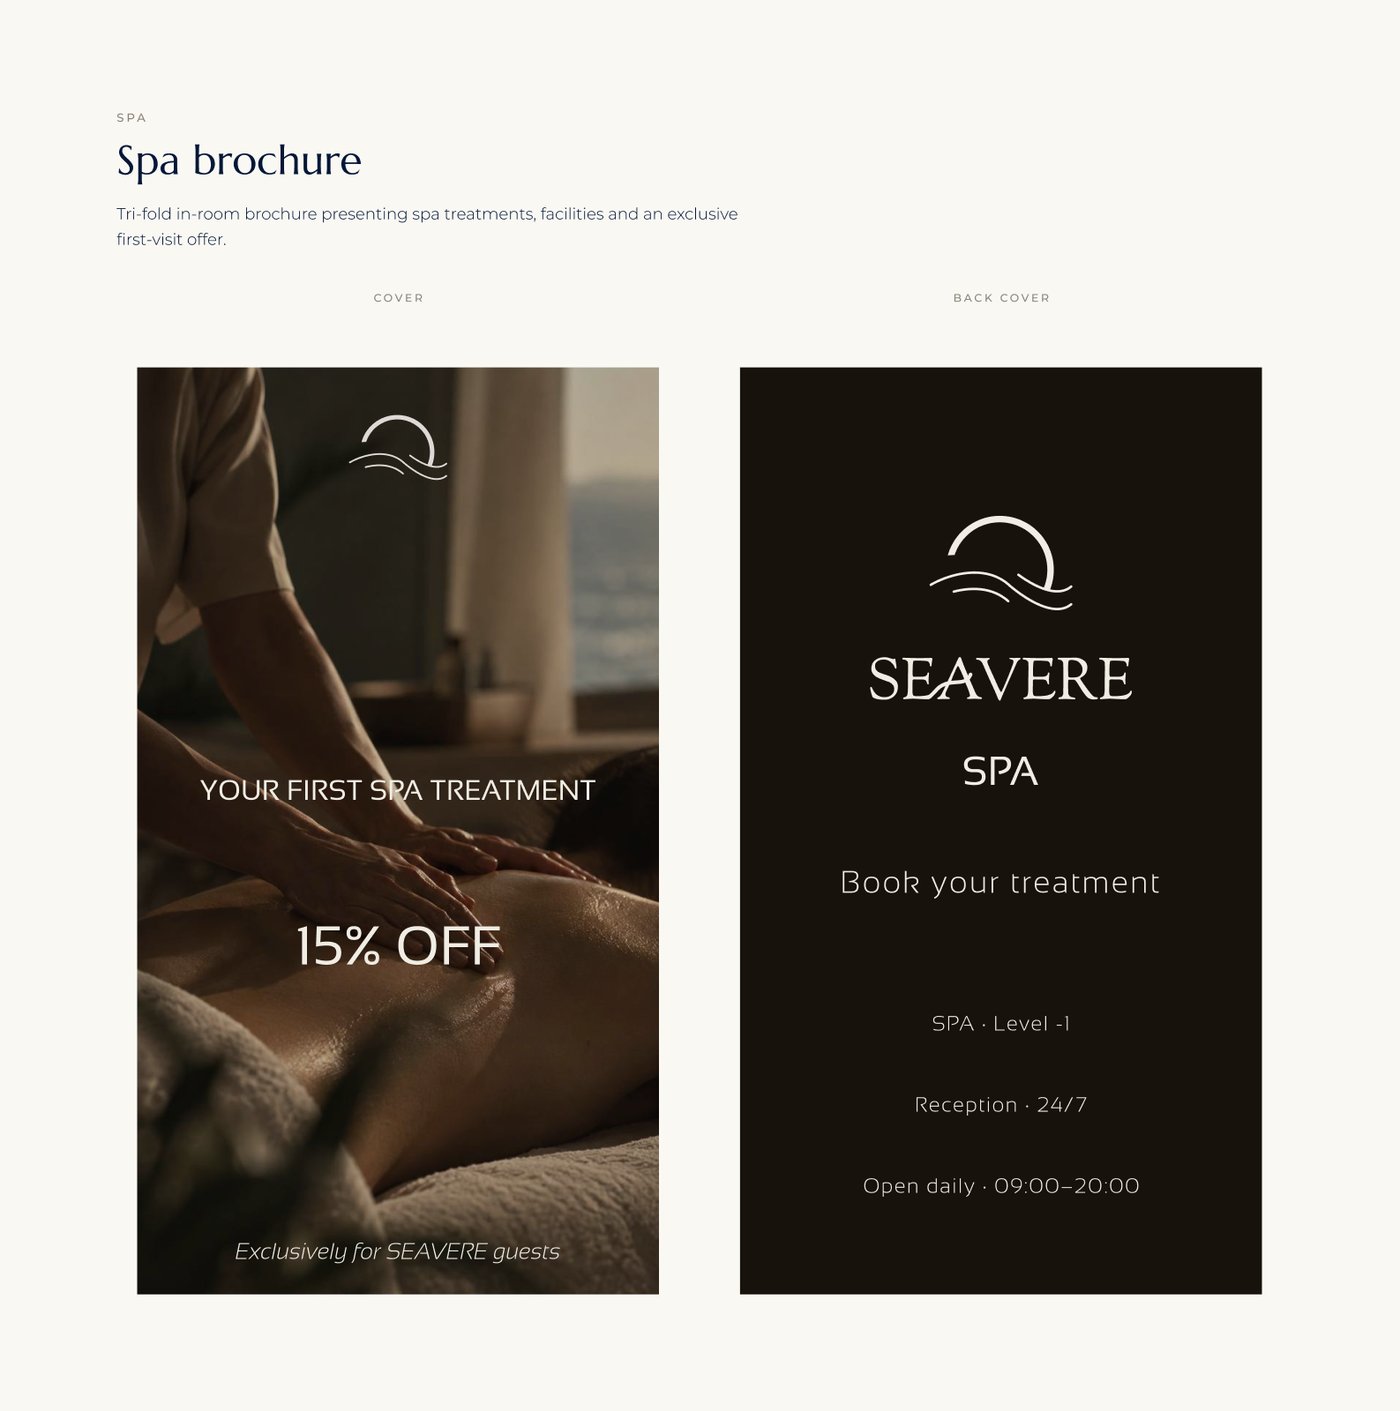 SPA
Spa brochure
Tri-fold in-room brochure presenting spa treatments, facilities and an exclusive
first-visit offer.
COVER
BACK COVER
YOUR FIRST SPA TREATMENT
15% OFF
Exclusively for SEAVERE guests
SEAVERE
SPA
Book your treatment
SPA · Level -1
Reception · 24/7
Open daily · 09:00–20:00